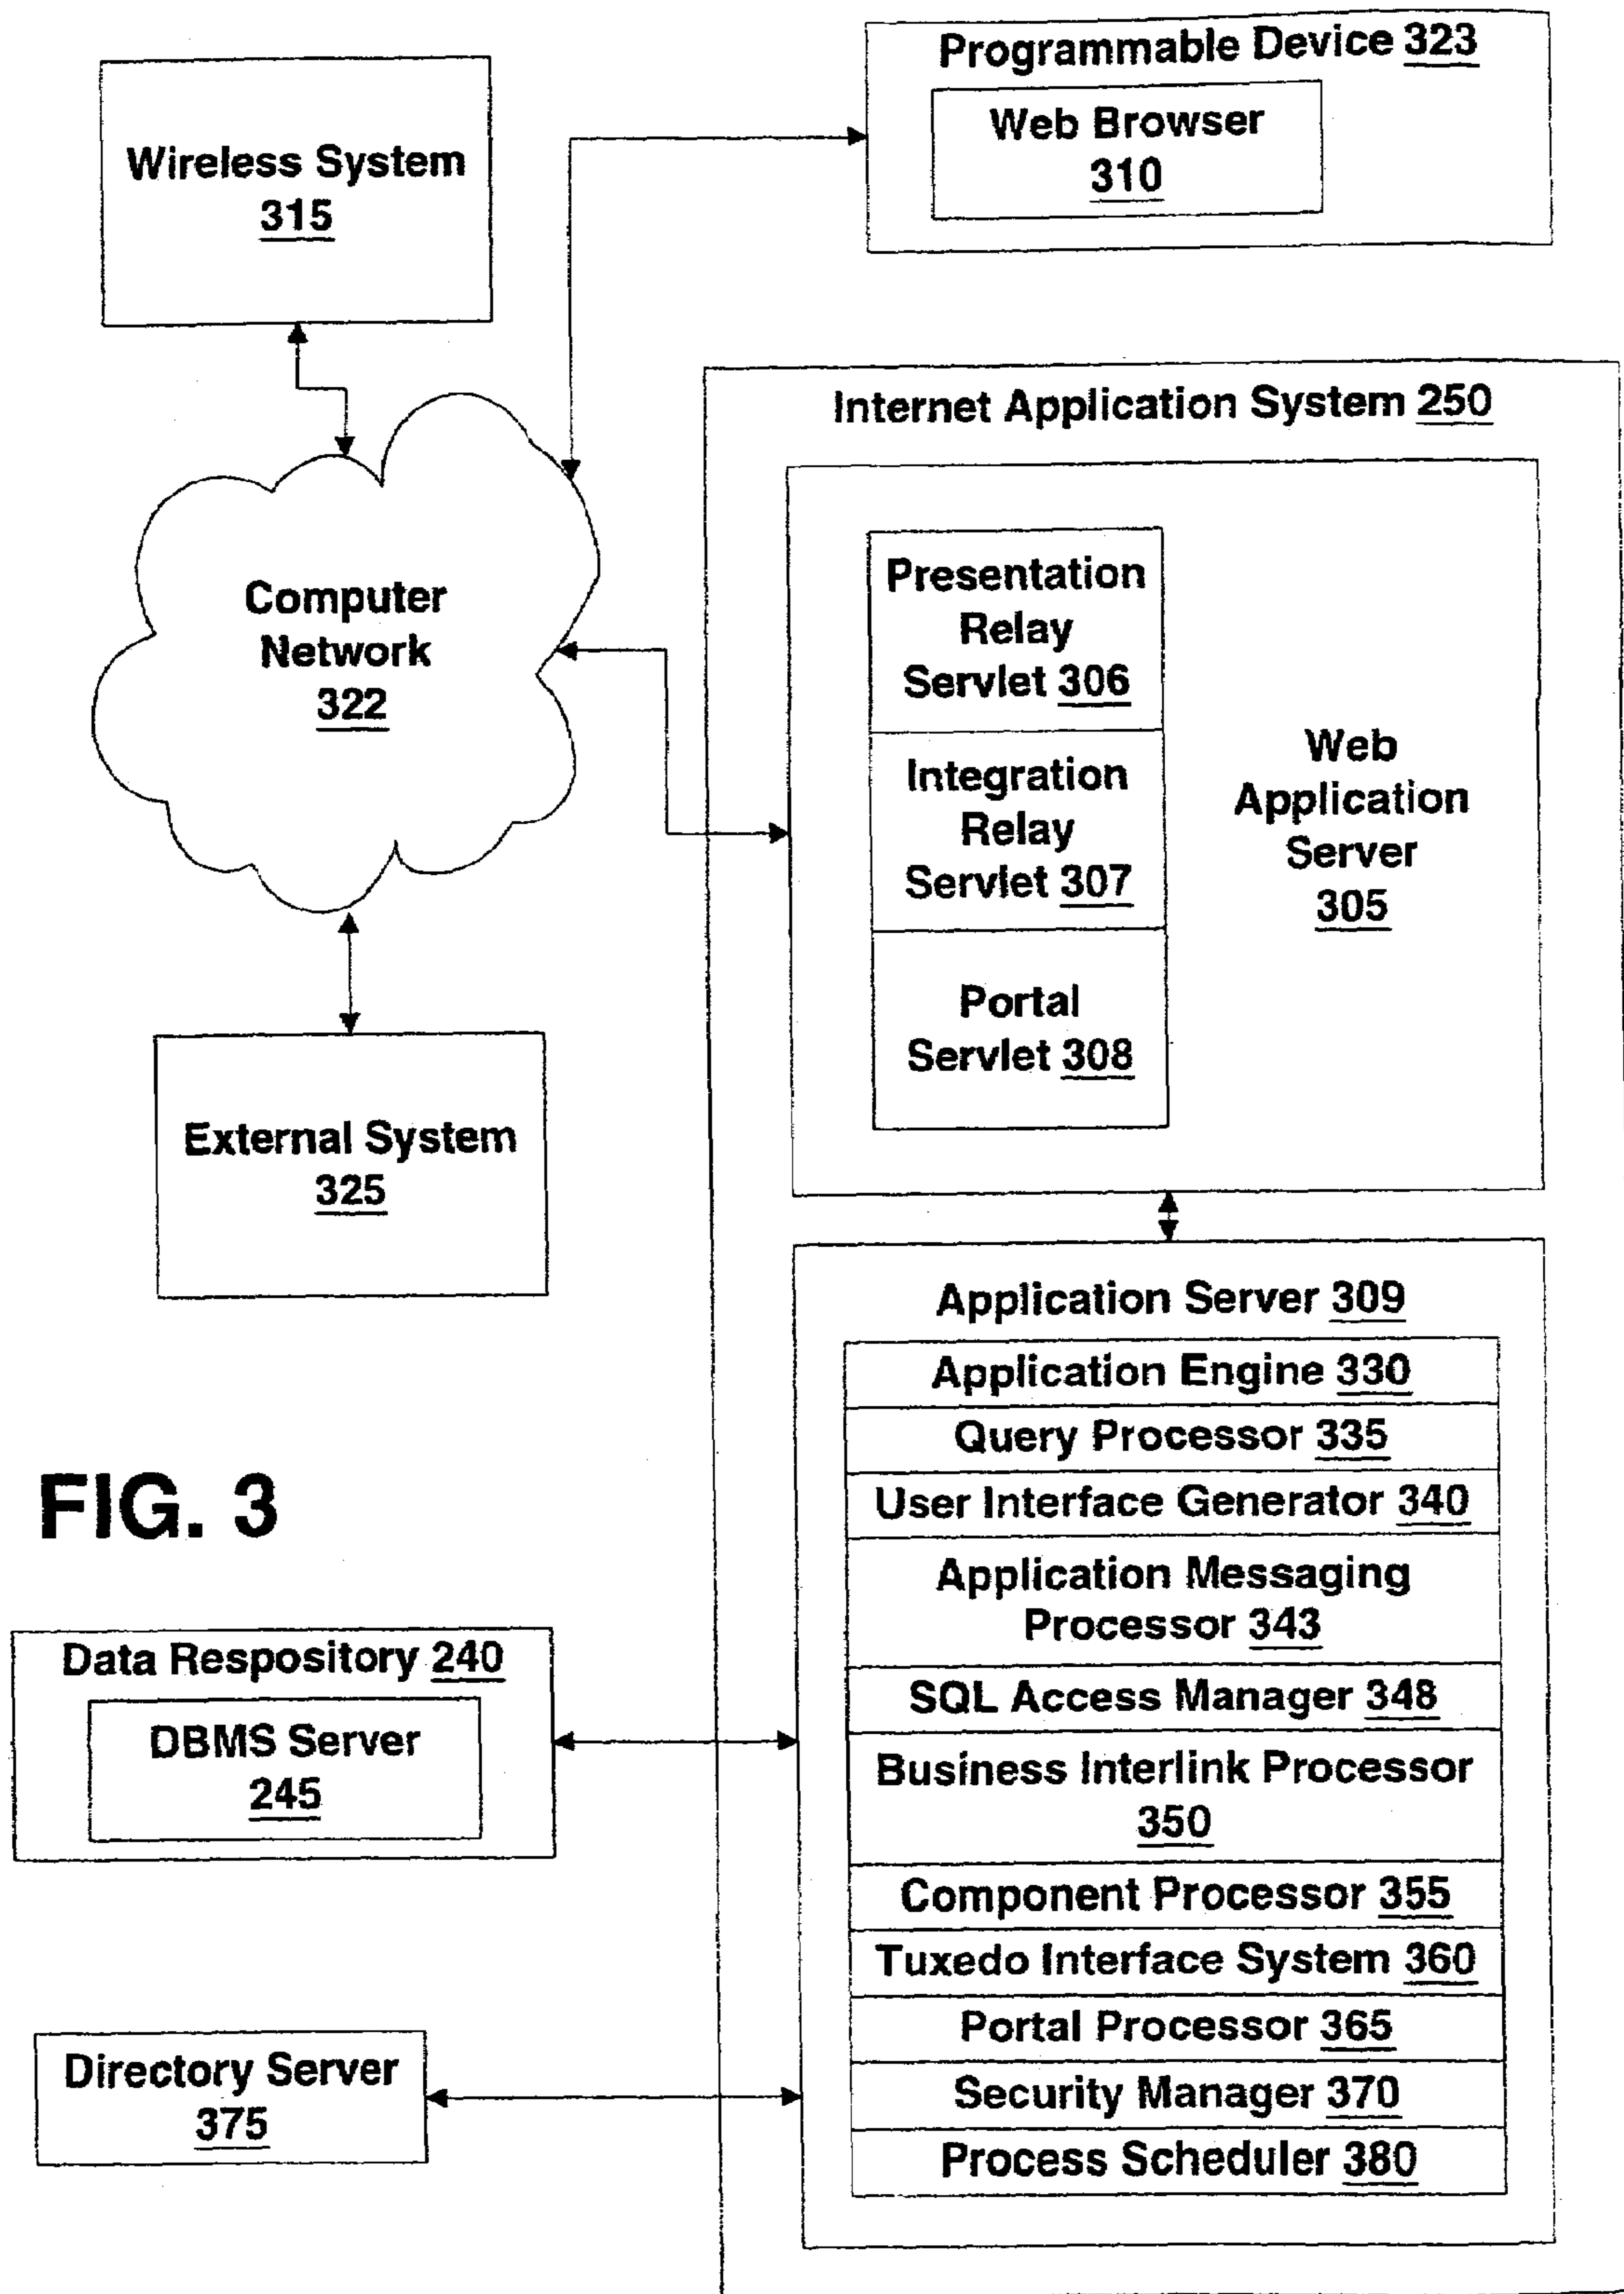 Programmable Device 323
Web Browser
310
Wireless System
315
Internet Application System 250
Presentation
Relay
Servlet 306
Computer
Network
322
Integration
Relay
Servlet 307
Web
Application
Server
305
Portal
Servlet 308
External System
325
Application Server 309
Application Engine 330
Query Processor 335
User Interface Generator 340
Application Messaging
Processor 343
SQL Access Manager 348
Business Interlink Processor
350
Component Processor 355
Tuxedo Interface System 360
Portal Processor 365
Security Manager 370
Process Scheduler 380
FIG. 3
Data Respository 240
DBMS Server
245
Directory Server
375